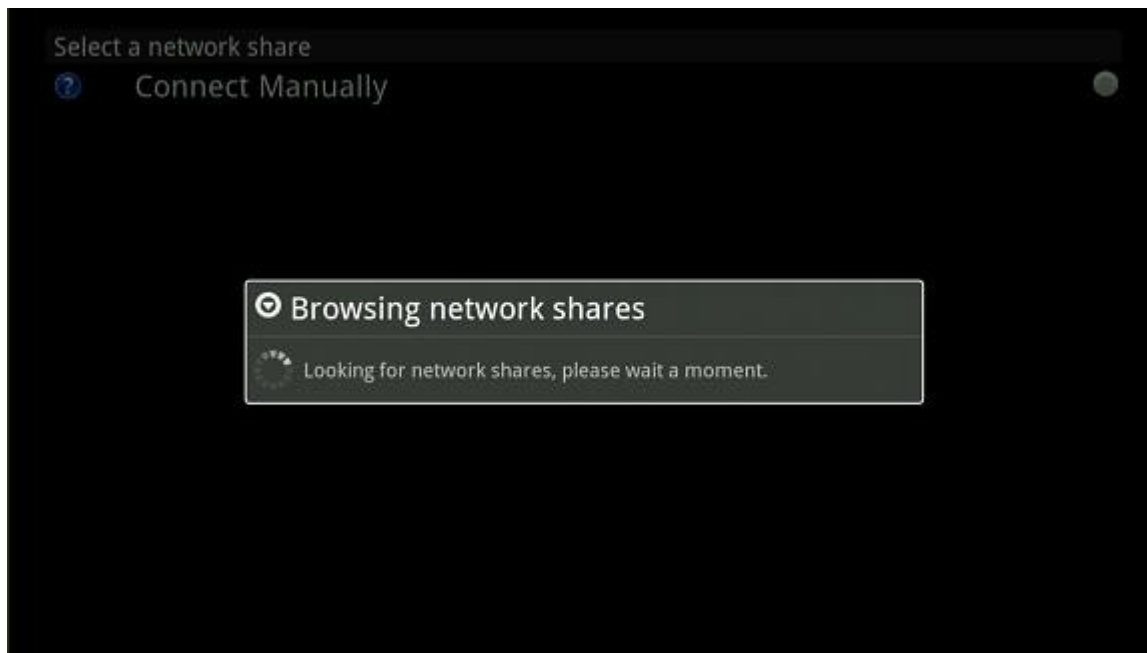 Select a network share
Connect Manually
Browsing network shares
Looking for network shares, please wait a moment.